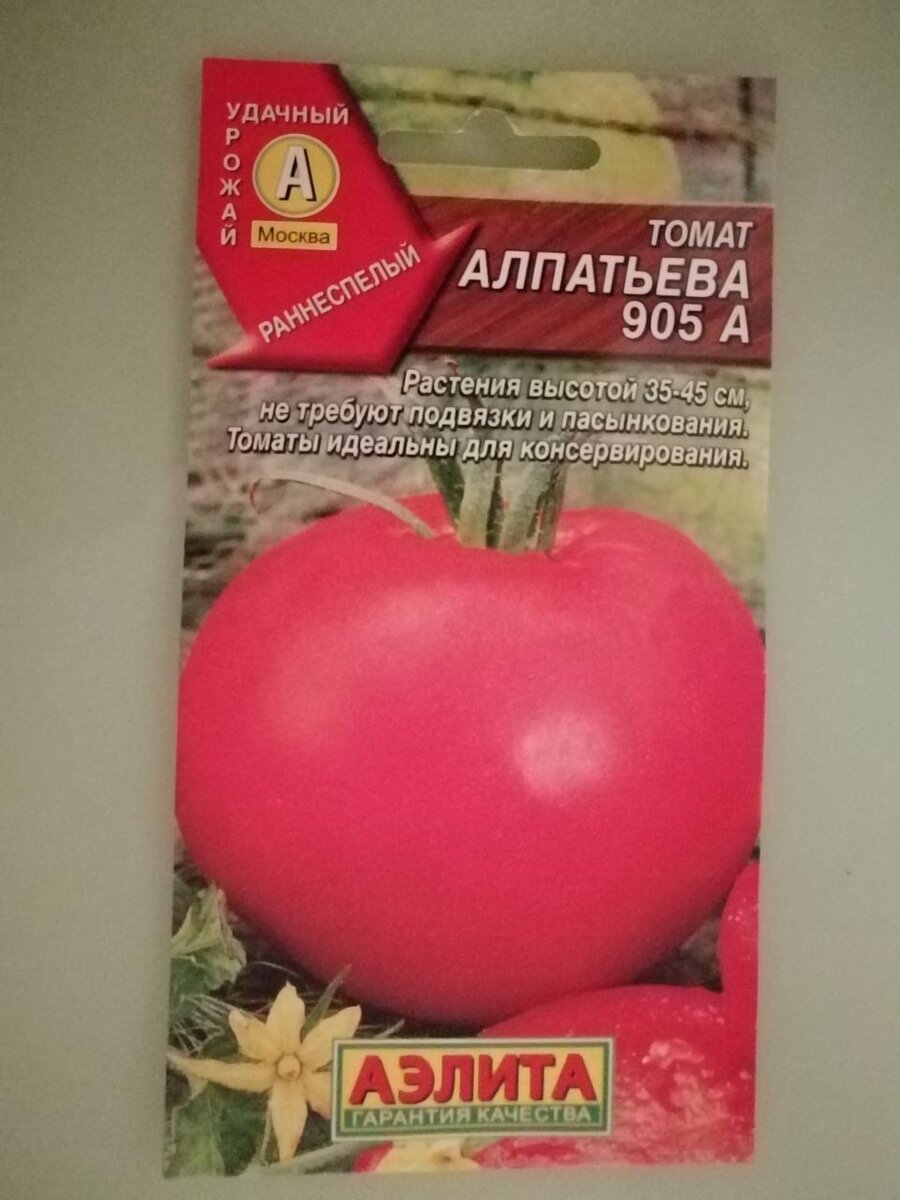 УДАЧНЫЙ
УРОЖАЙ
А
Москва
РАННЕСПЕЛЫЙ
ТОМАТ
АЛПАТЬЕВА
905 А
Растения высотой 35-45 см,
не требуют подвязки и пасынкования.
Томаты идеальны для консервирования.
АЭЛИТА
ГАРАНТИЯ КАЧЕСТВА